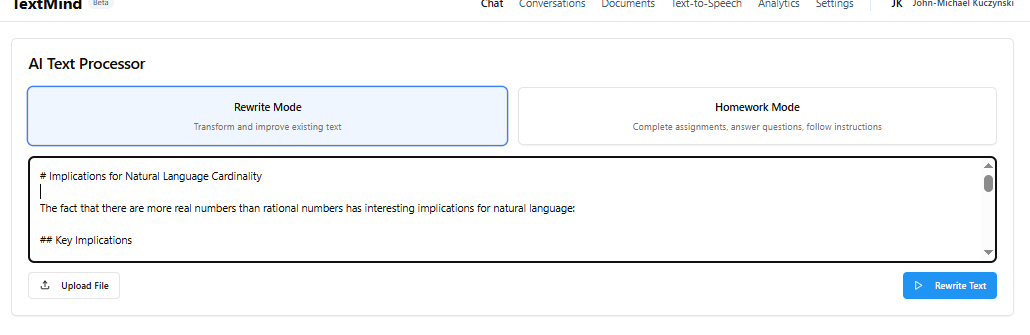 TextMind Beta Chat Conversations Documents Text-to-Speech Analytics Settings JK John-Michael Kuczynski
AI Text Processor
Rewrite Mode Homework Mode
Transform and improve existing text Complete assignments, answer questions, follow instructions
# Implications for Natural Language Cardinality
The fact that there are more real numbers than rational numbers has interesting implications for natural language:
## Key Implications
Upload File Rewrite Text